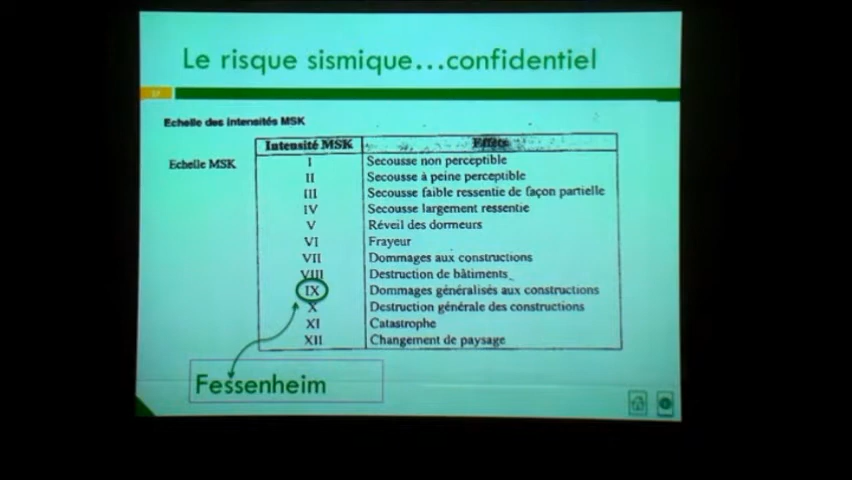 Le risque sismique...confidentiel
17
Echelle des intensités MSK
Intensité MSK Effets
Echelle MSK
I Secousse non perceptible
II Secousse à peine perceptible
III Secousse faible ressentie de façon partielle
IV Secousse largement ressentie
V Réveil des dormeurs
VI Frayeur
VII Dommages aux constructions
VIII Destruction de bâtiments
IX Dommages généralisés aux constructions
X Destruction générale des constructions
XI Catastrophe
XII Changement de paysage
Fessenheim